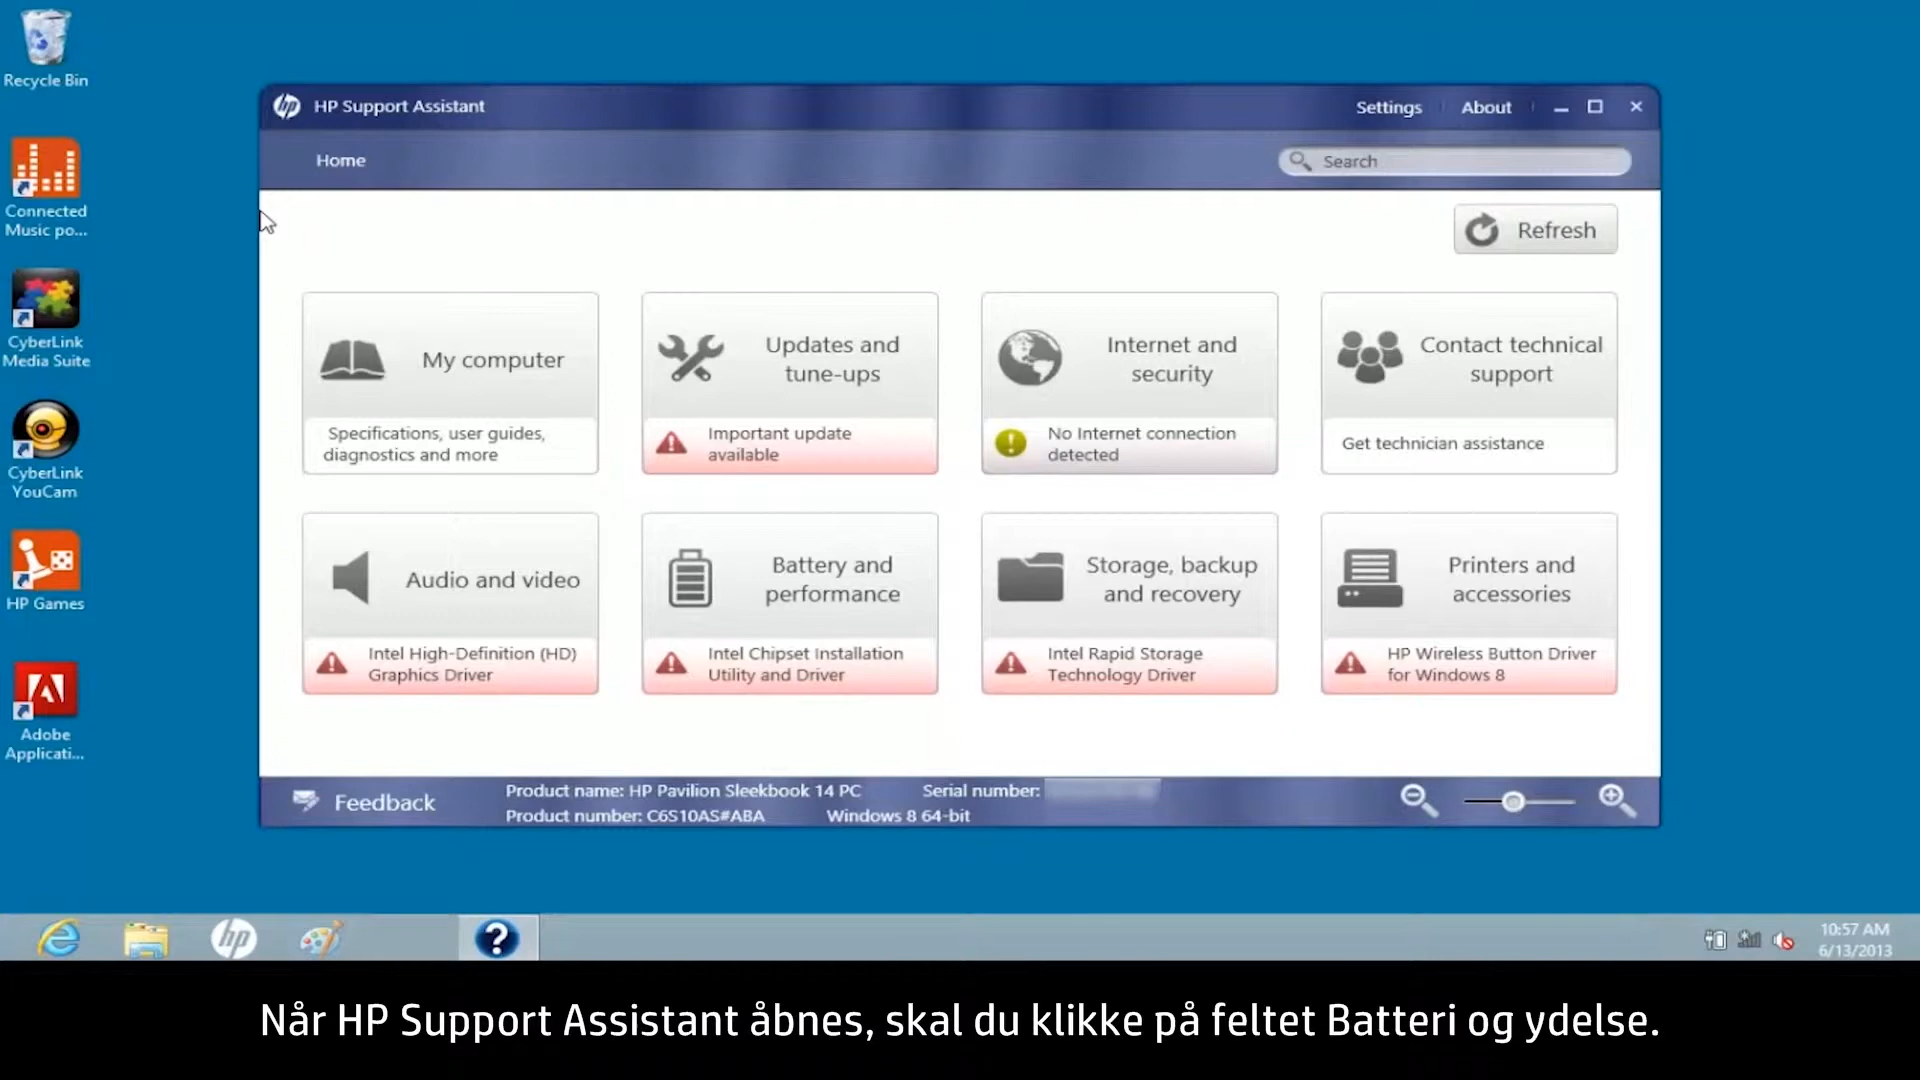 Recycle Bin
Connected
Music po...
CyberLink
Media Suite
CyberLink
YouCam
HP Games
Adobe
Applicati...
hp HP Support Assistant
Settings
About
Home
Search
Refresh
My computer
Specifications, user guides,
diagnostics and more
Updates and
tune-ups
Important update
available
Internet and
security
No Internet connection
detected
Contact technical
support
Get technician assistance
Audio and video
Intel High-Definition (HD)
Graphics Driver
Battery and
performance
Intel Chipset Installation
Utility and Driver
Storage, backup
and recovery
Intel Rapid Storage
Technology Driver
Printers and
accessories
HP Wireless Button Driver
for Windows 8
Feedback
Product name: HP Pavilion Sleekbook 14 PC
Serial number:
Product number: C6S10AS#ABA
Windows 8 64-bit
hp
10:57 AM
6/13/2013
Når HP Support Assistant åbnes, skal du klikke på feltet Batteri og ydelse.